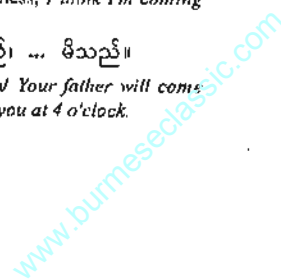 I think I'm coming
... မိသည်။
Your father will come
you at 4 o'clock.
www.burmeseclassic.com